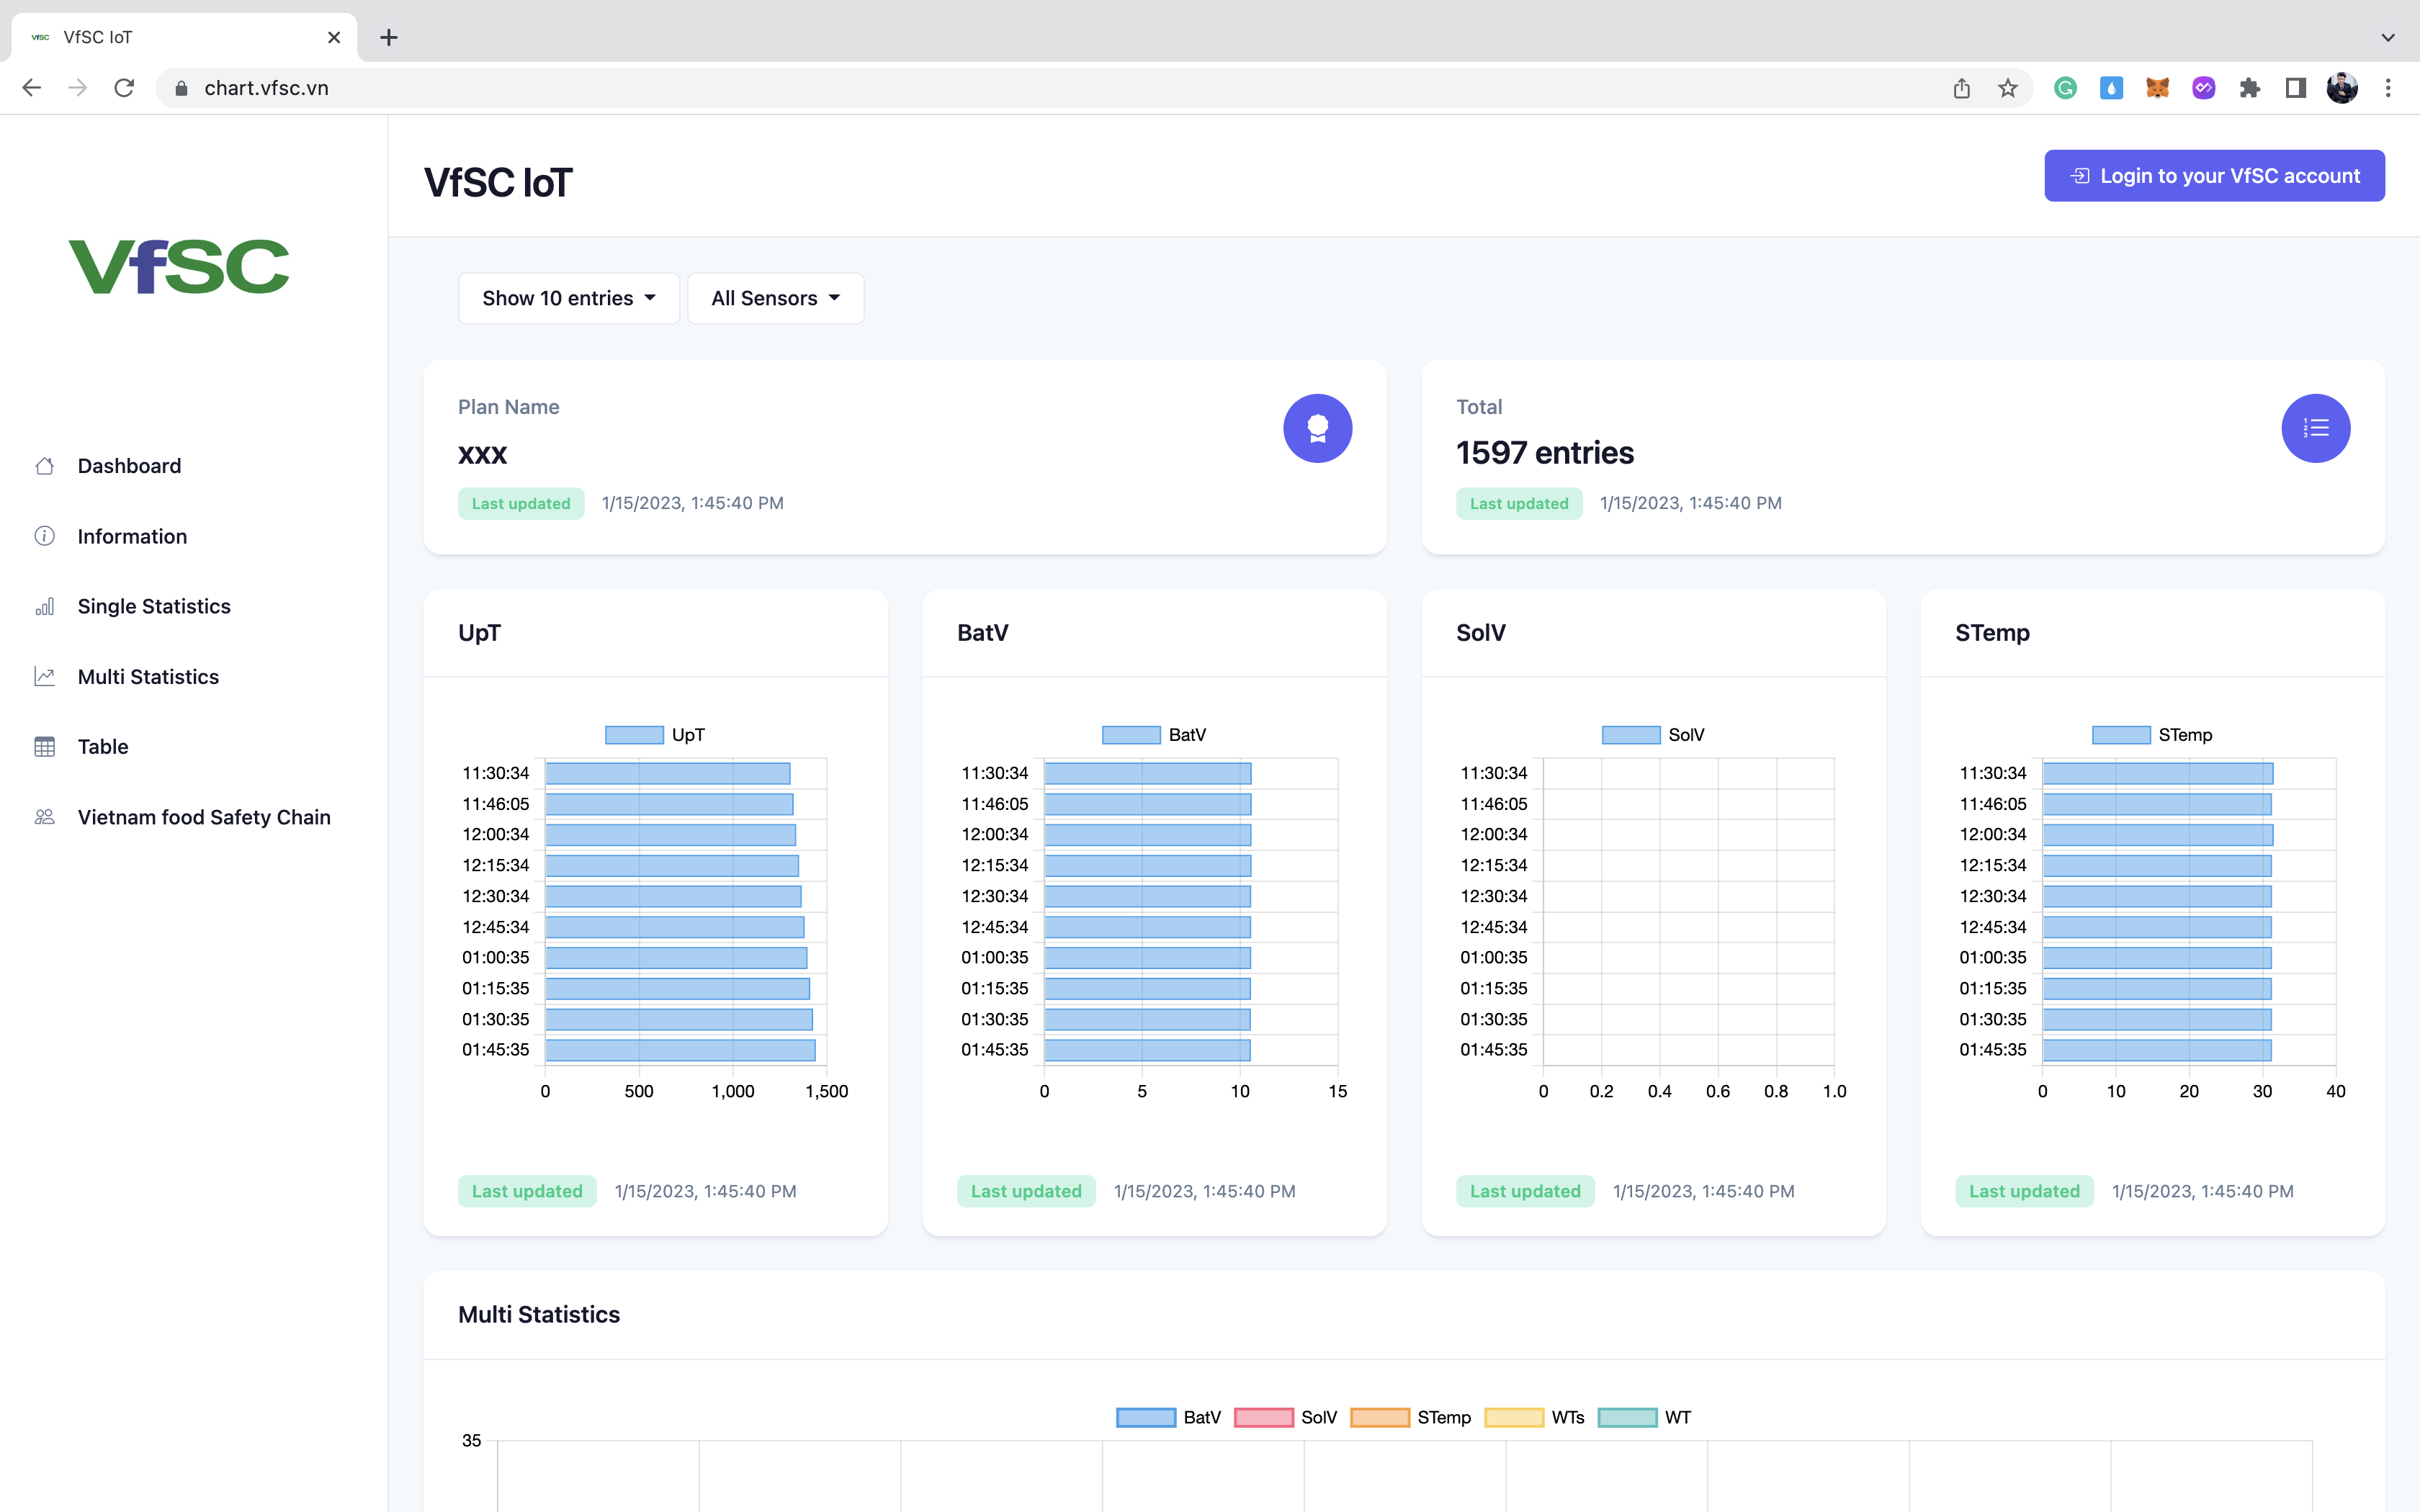 VfSC IoT
chart.vfsc.vn
VfSC
Dashboard
Information
Single Statistics
Multi Statistics
Table
Vietnam food Safety Chain
VfSC IoT
Login to your VfSC account
Show 10 entries
All Sensors
Plan Name
xxx
Last updated 1/15/2023, 1:45:40 PM
Total
1597 entries
Last updated 1/15/2023, 1:45:40 PM
UpT
UpT
11:30:34
11:46:05
12:00:34
12:15:34
12:30:34
12:45:34
01:00:35
01:15:35
01:30:35
01:45:35
0 500 1,000 1,500
Last updated 1/15/2023, 1:45:40 PM
BatV
BatV
11:30:34
11:46:05
12:00:34
12:15:34
12:30:34
12:45:34
01:00:35
01:15:35
01:30:35
01:45:35
0 5 10 15
Last updated 1/15/2023, 1:45:40 PM
SolV
SolV
11:30:34
11:46:05
12:00:34
12:15:34
12:30:34
12:45:34
01:00:35
01:15:35
01:30:35
01:45:35
0 0.2 0.4 0.6 0.8 1.0
Last updated 1/15/2023, 1:45:40 PM
STemp
STemp
11:30:34
11:46:05
12:00:34
12:15:34
12:30:34
12:45:34
01:00:35
01:15:35
01:30:35
01:45:35
0 10 20 30 40
Last updated 1/15/2023, 1:45:40 PM
Multi Statistics
BatV SolV STemp WTs WT
35